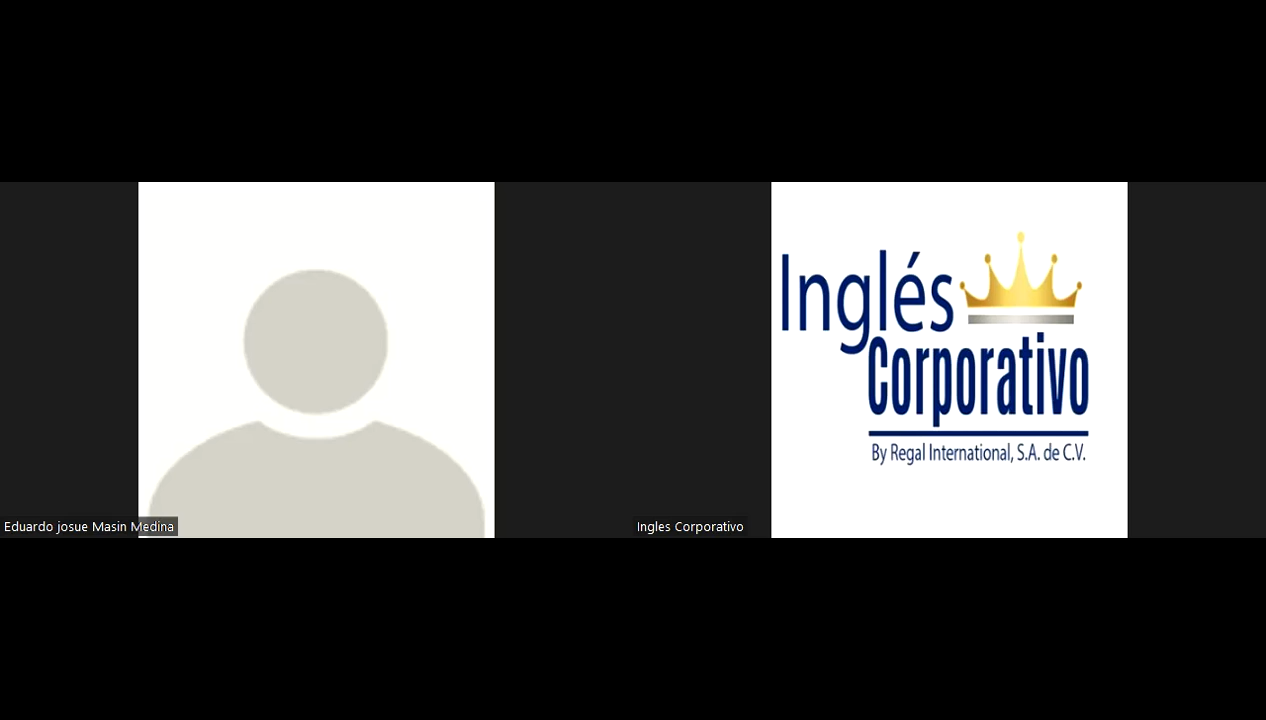 Inglés
Corporativo
By Regal International, S.A. de C.V.
Eduardo josue Masin Medina
Ingles Corporativo